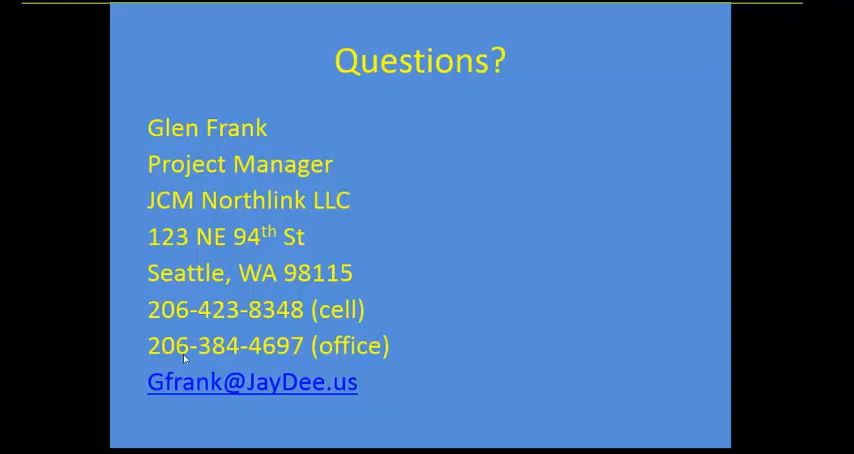 Questions?
Glen Frank
Project Manager
JCM Northlink LLC
123 NE 94th St
Seattle, WA 98115
206-423-8348 (cell)
206-384-4697 (office)
Gfrank@JayDee.us